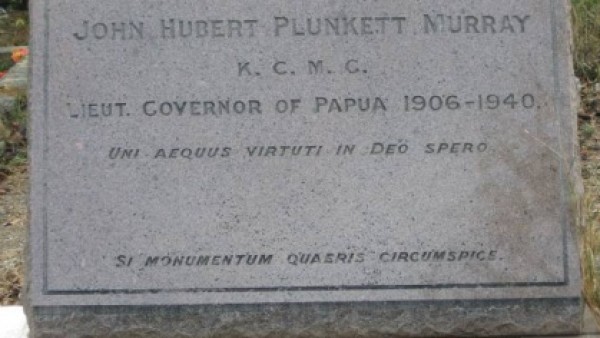 John Hubert Plunkett Murray
K. C. M. G.
Lieut. Governor of Papua 1906-1940.
Uni aequus virtuti in Deo spero
Si monumentum quaeris circumspice.